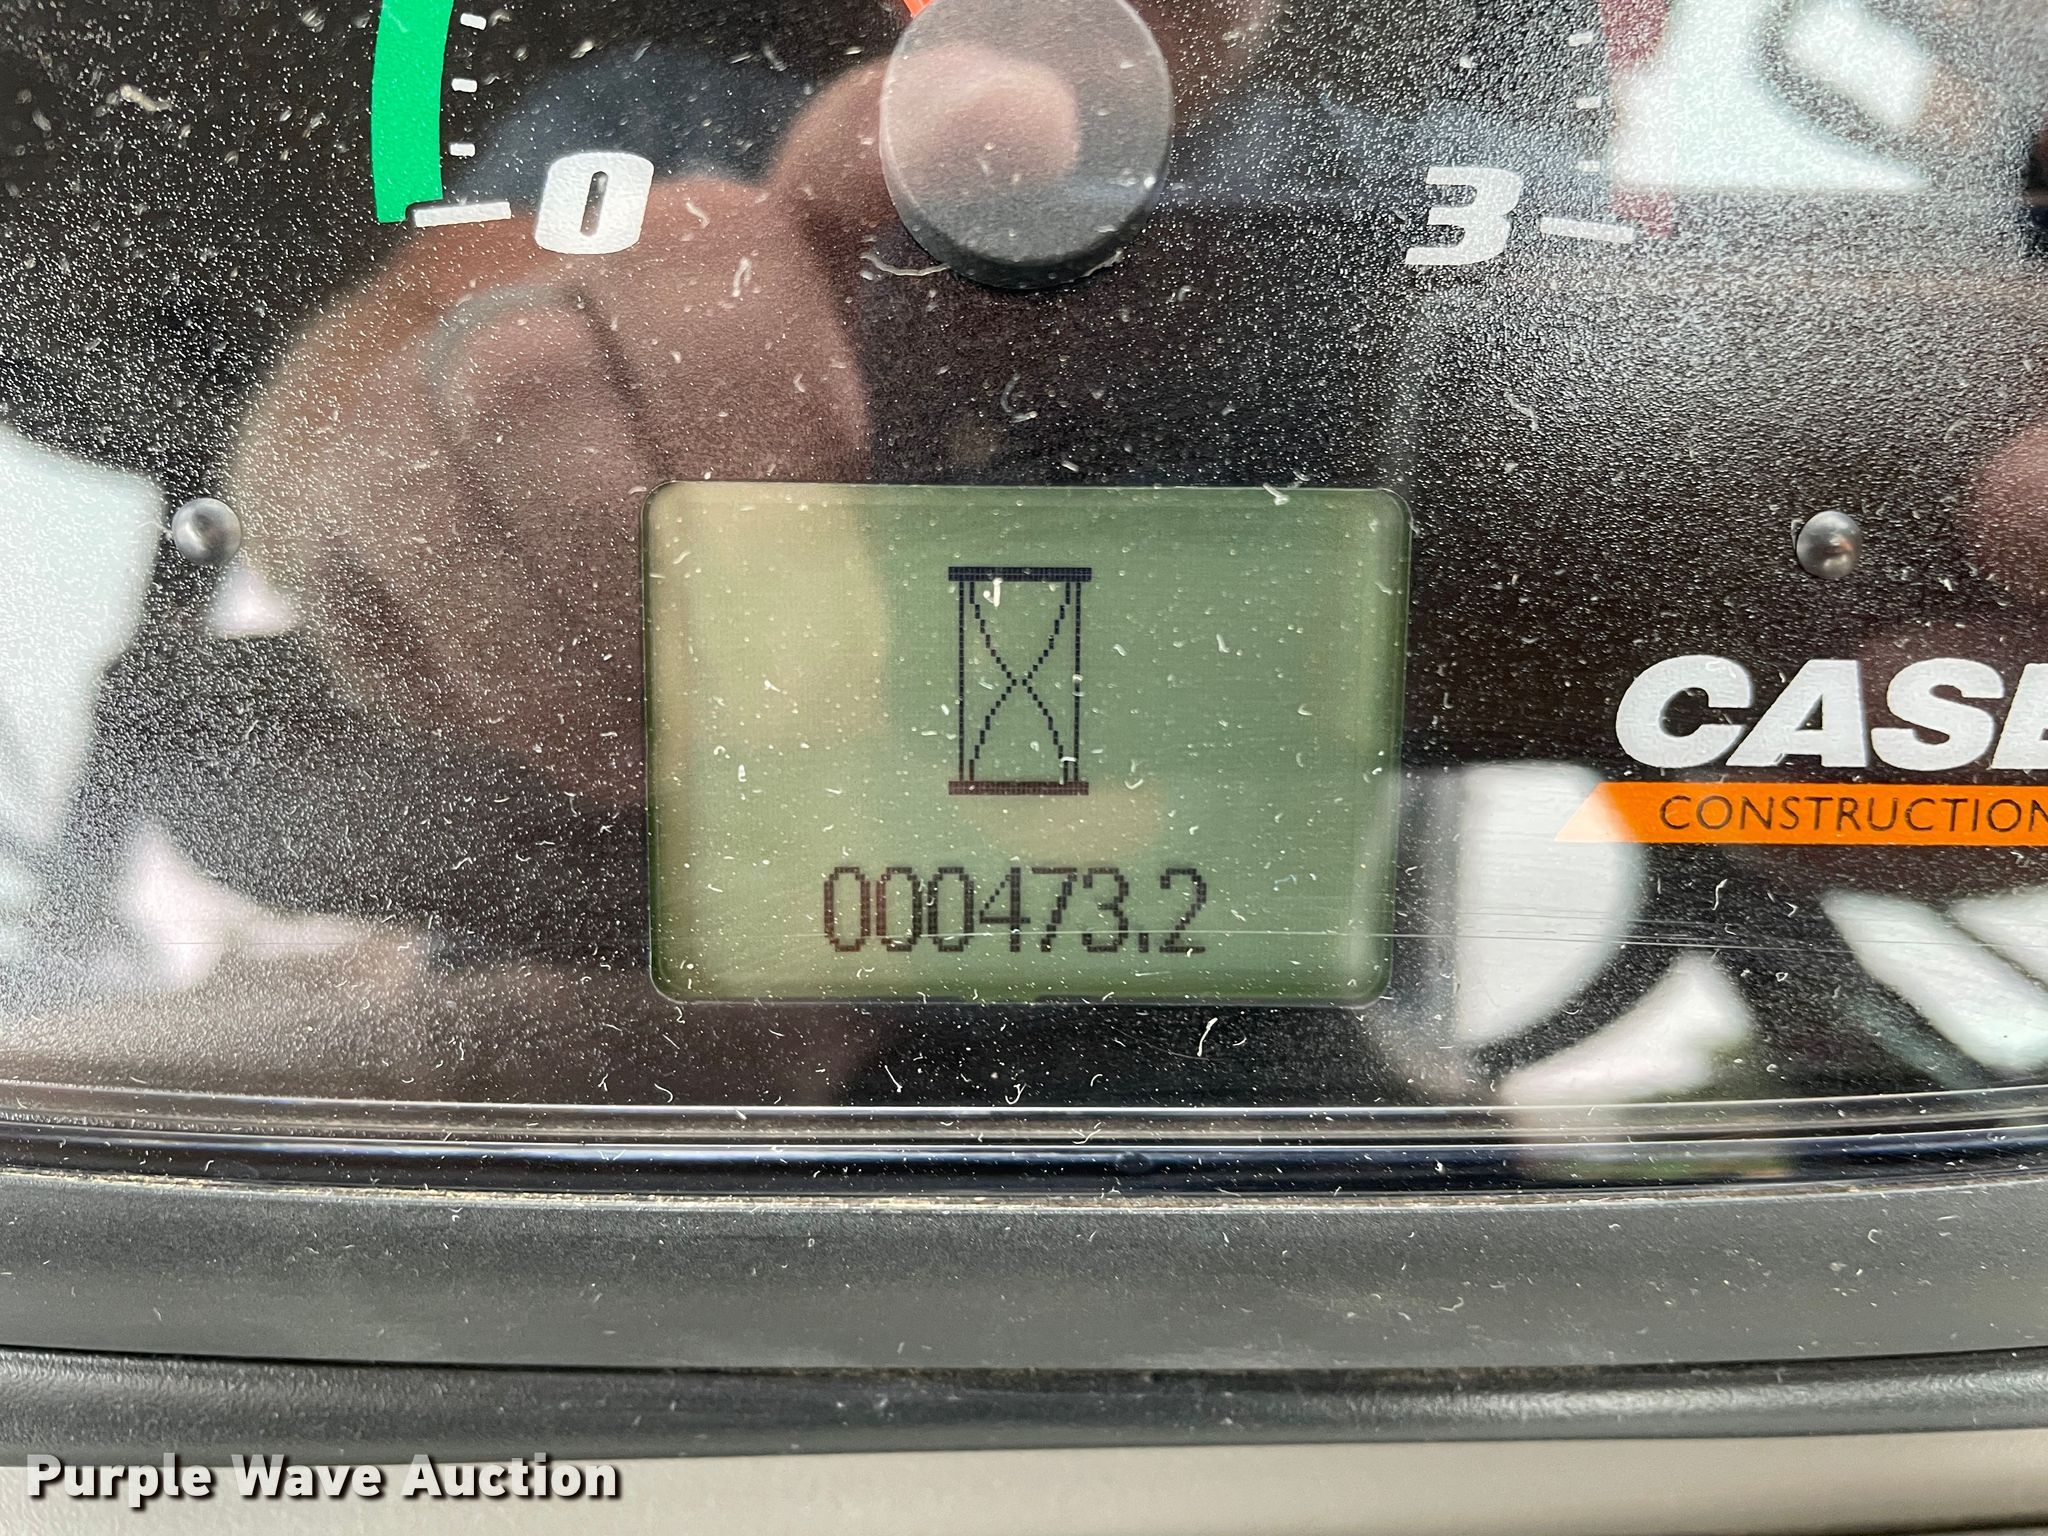 0
3
CASE
CONSTRUCTION
000473.2
Purple Wave Auction